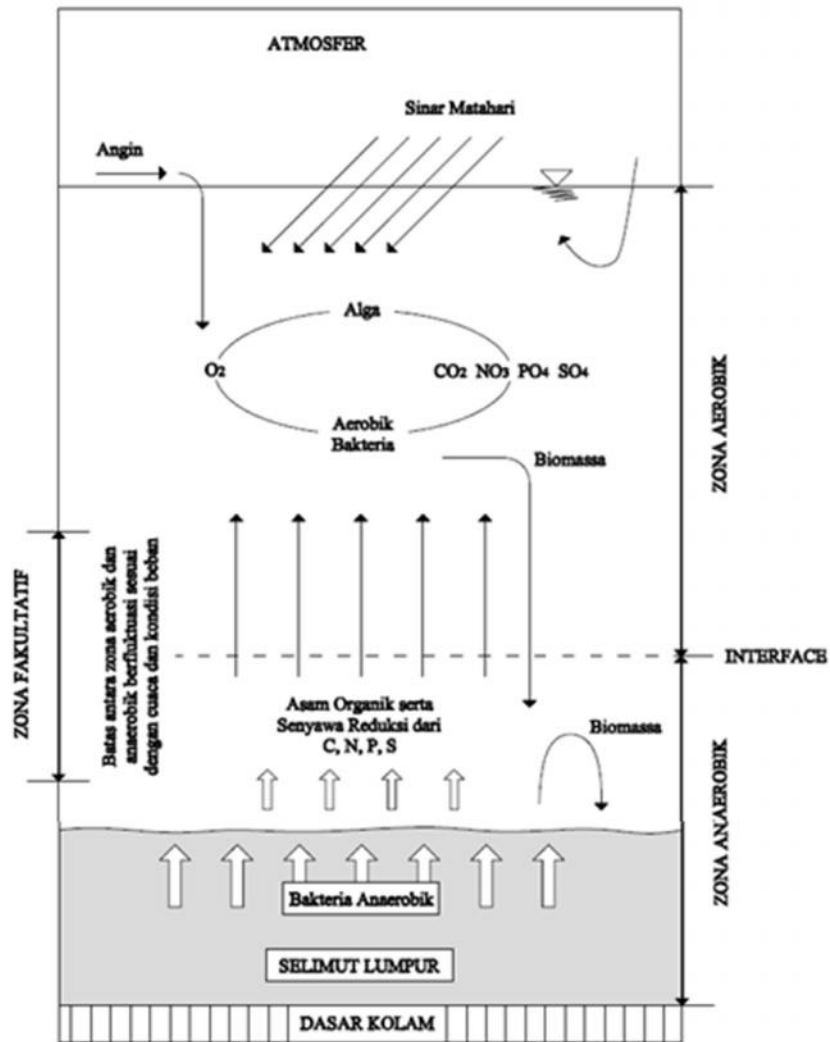 ATMOSFER
Sinar Matahari
Angin
Alga
O2
CO2 NO3 PO4 SO4
Aerobik
Bakteria
Biomassa
ZONA AEROBIK
ZONA FAKULTATIF
Batas antara zona aerobik dan
anaerobik berfluktuasi sesuai
dengan cuaca dan kondisi beban
INTERFACE
Asam Organik serta
Senyawa Reduksi dari
C, N, P, S
Biomassa
ZONA ANAEROBIK
Bakteria Anaerobik
SELIMUT LUMPUR
DASAR KOLAM